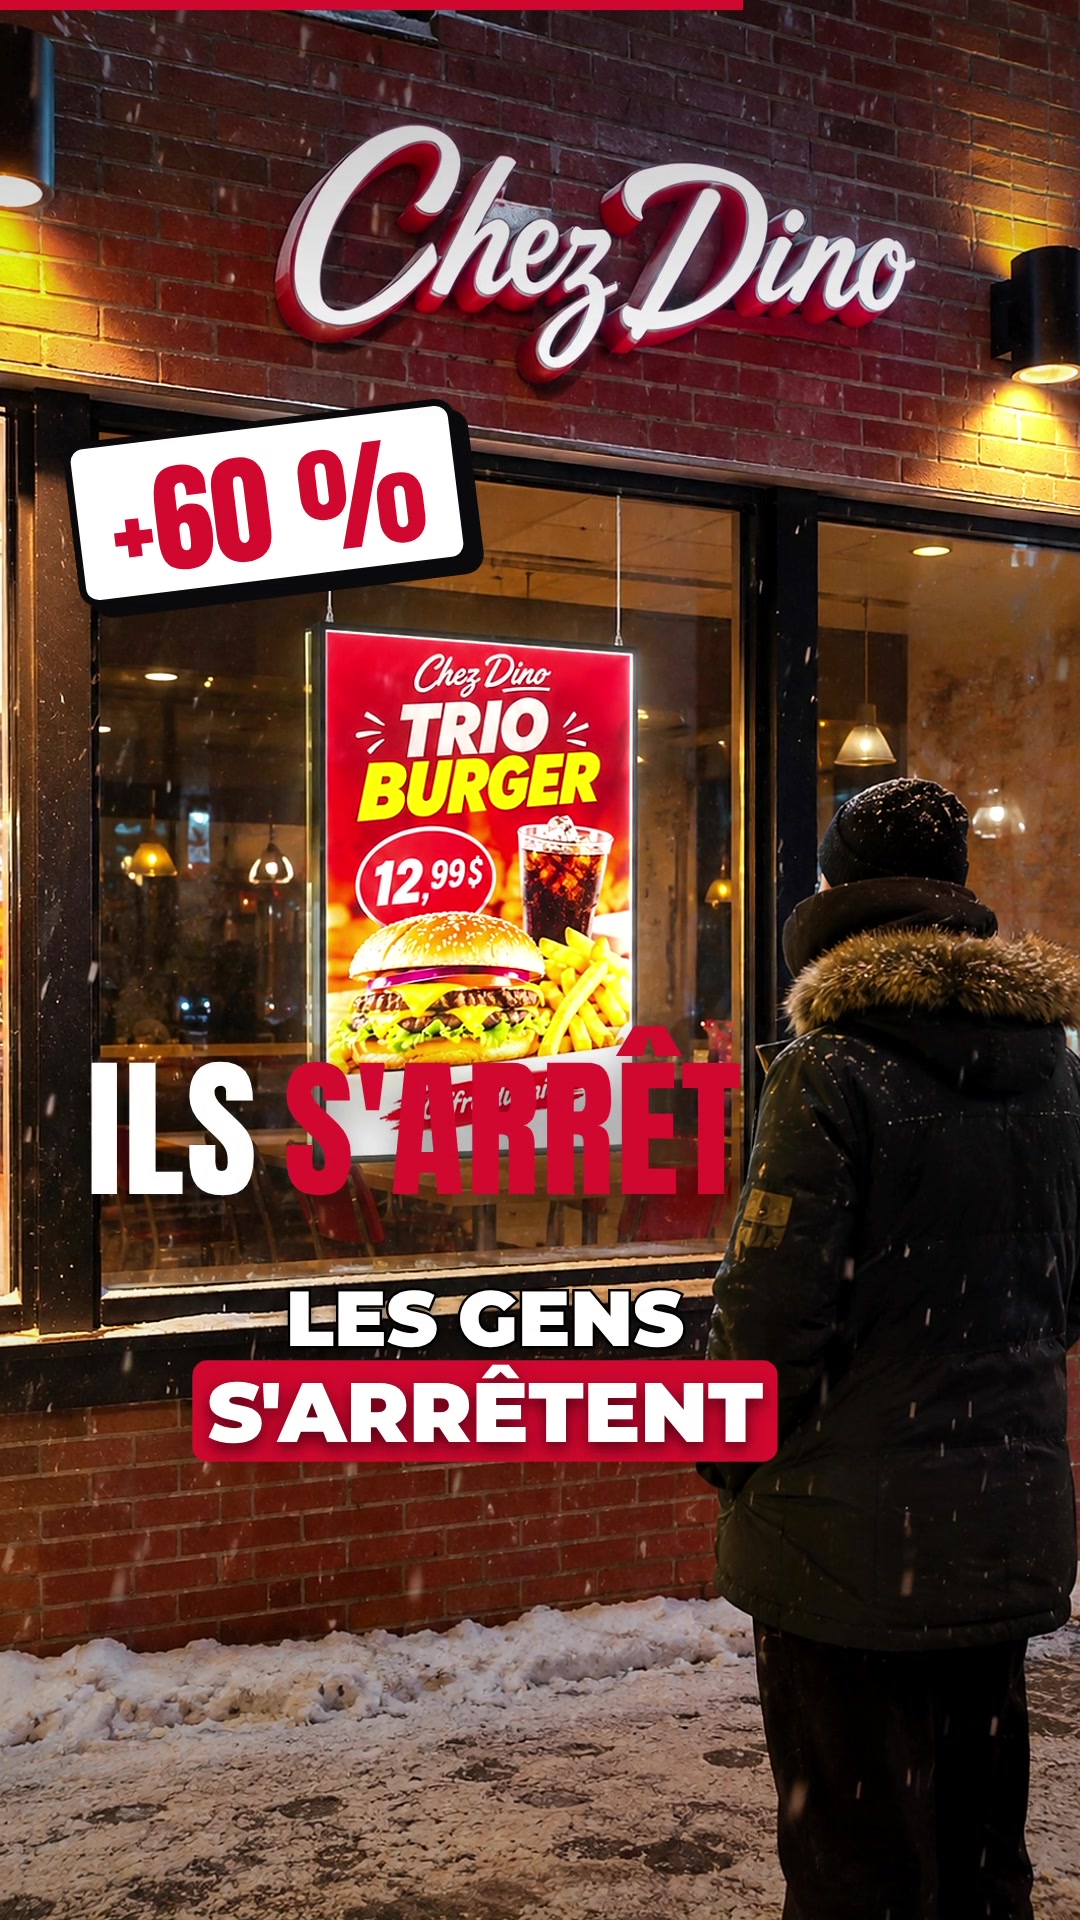 Chez Dino
+60 %
Chez Dino
TRIO
BURGER
12,99$
ILS S'ARRÊT
LES GENS
S'ARRÊTENT